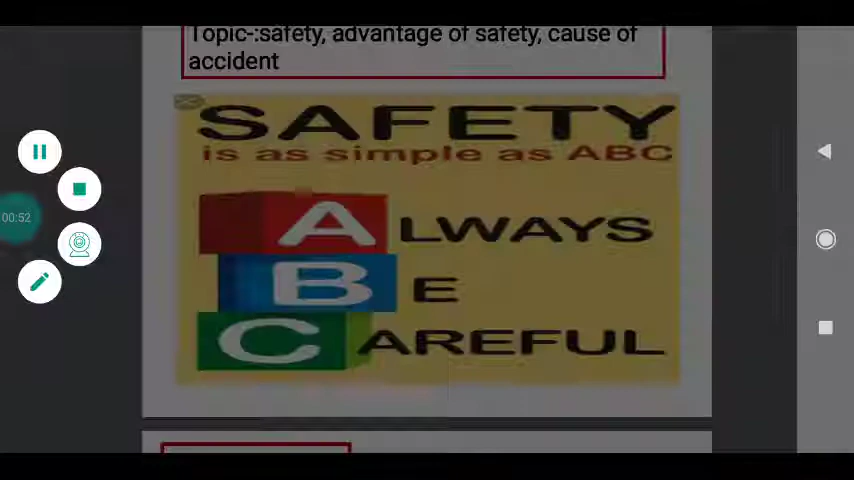 Topic-:safety, advantage of safety, cause of
accident
SAFETY
is as simple as ABC
ALWAYS
BE
CAREFUL
00:52